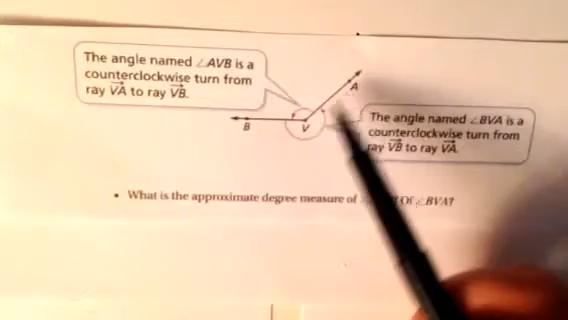 The angle named ∠AVB is a
counterclockwise turn from
ray VA to ray VB.
A
B
V
The angle named ∠BVA is a
counterclockwise turn from
ray VB to ray VA.
• What is the approximate degree measure of Of ∠BVA?